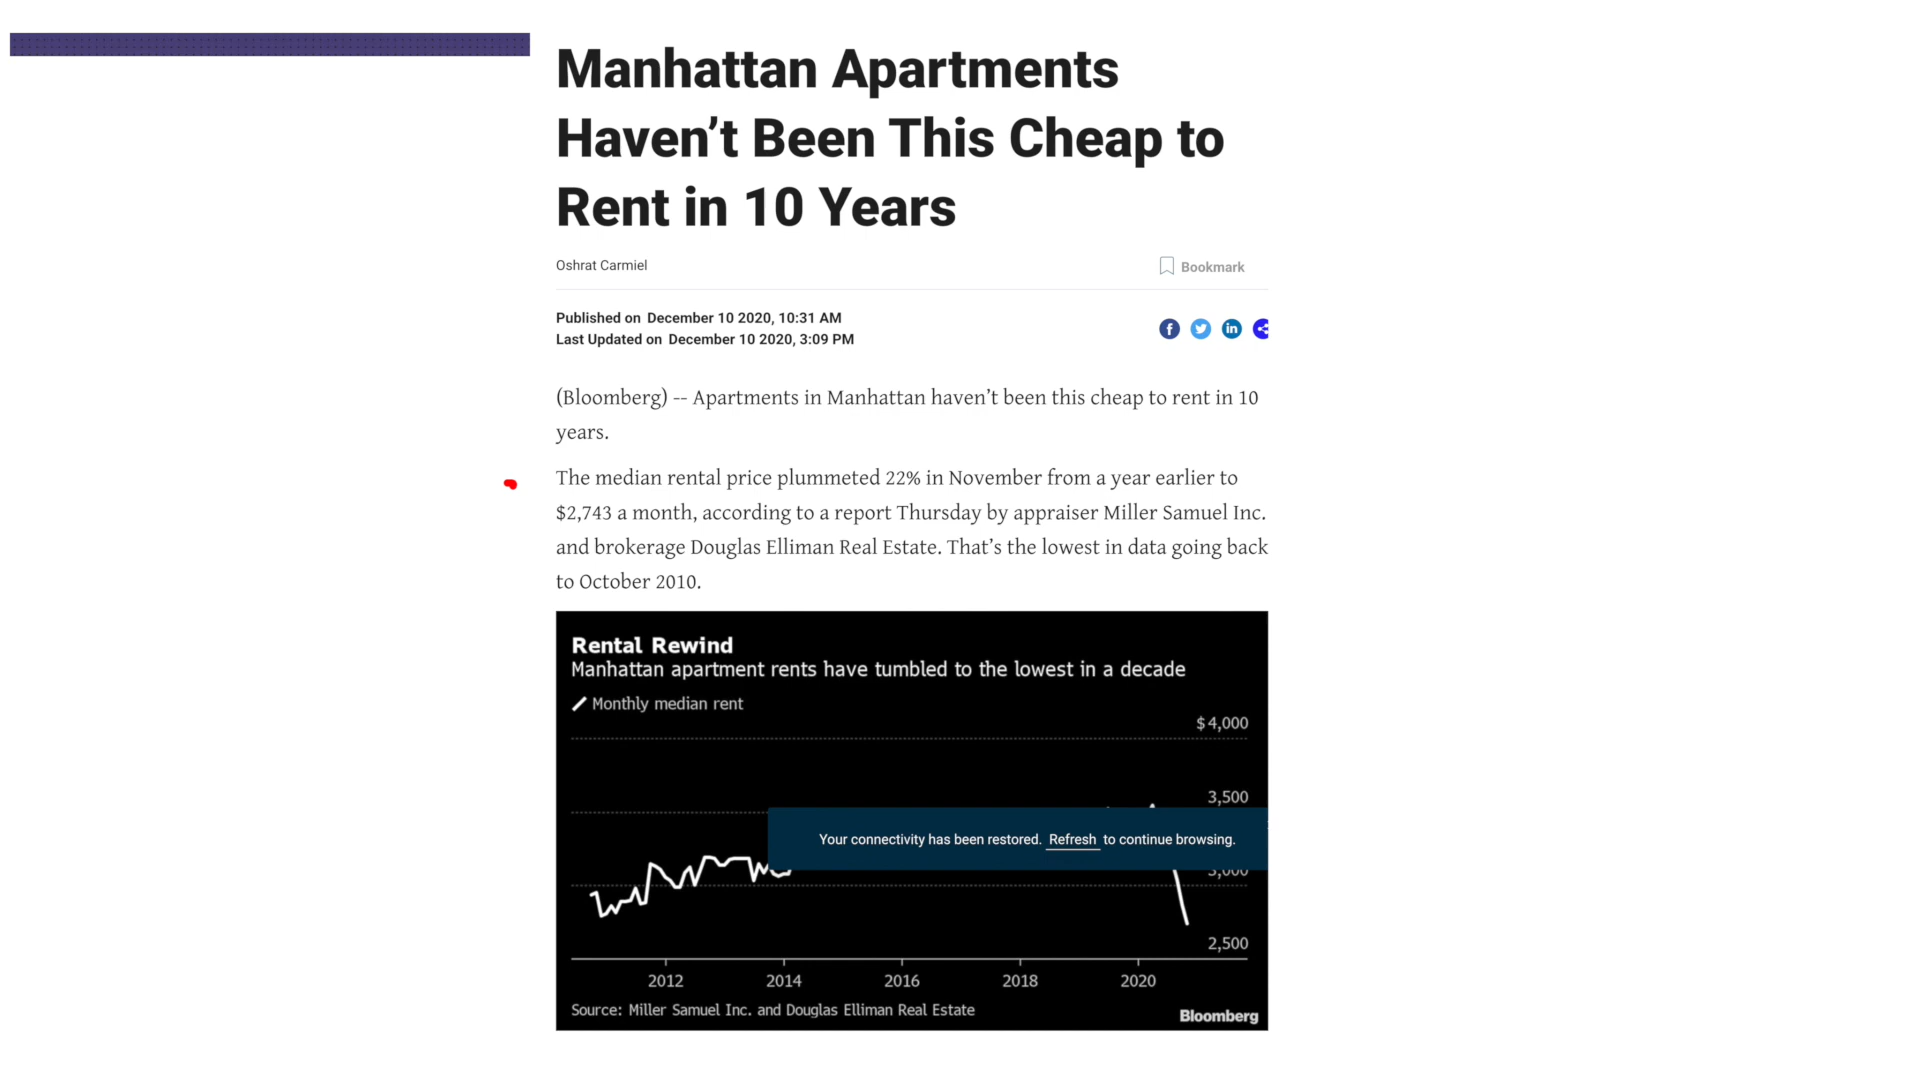 Manhattan Apartments
Haven’t Been This Cheap to
Rent in 10 Years
Oshrat Carmiel
Bookmark
Published on December 10 2020, 10:31 AM
Last Updated on December 10 2020, 3:09 PM
(Bloomberg) -- Apartments in Manhattan haven’t been this cheap to rent in 10
years.
The median rental price plummeted 22% in November from a year earlier to
$2,743 a month, according to a report Thursday by appraiser Miller Samuel Inc.
and brokerage Douglas Elliman Real Estate. That’s the lowest in data going back
to October 2010.
Rental Rewind
Manhattan apartment rents have tumbled to the lowest in a decade
Monthly median rent
$4,000
3,500
Your connectivity has been restored. Refresh to continue browsing.
3,000
2,500
2012 2014 2016 2018 2020
Source: Miller Samuel Inc. and Douglas Elliman Real Estate
Bloomberg